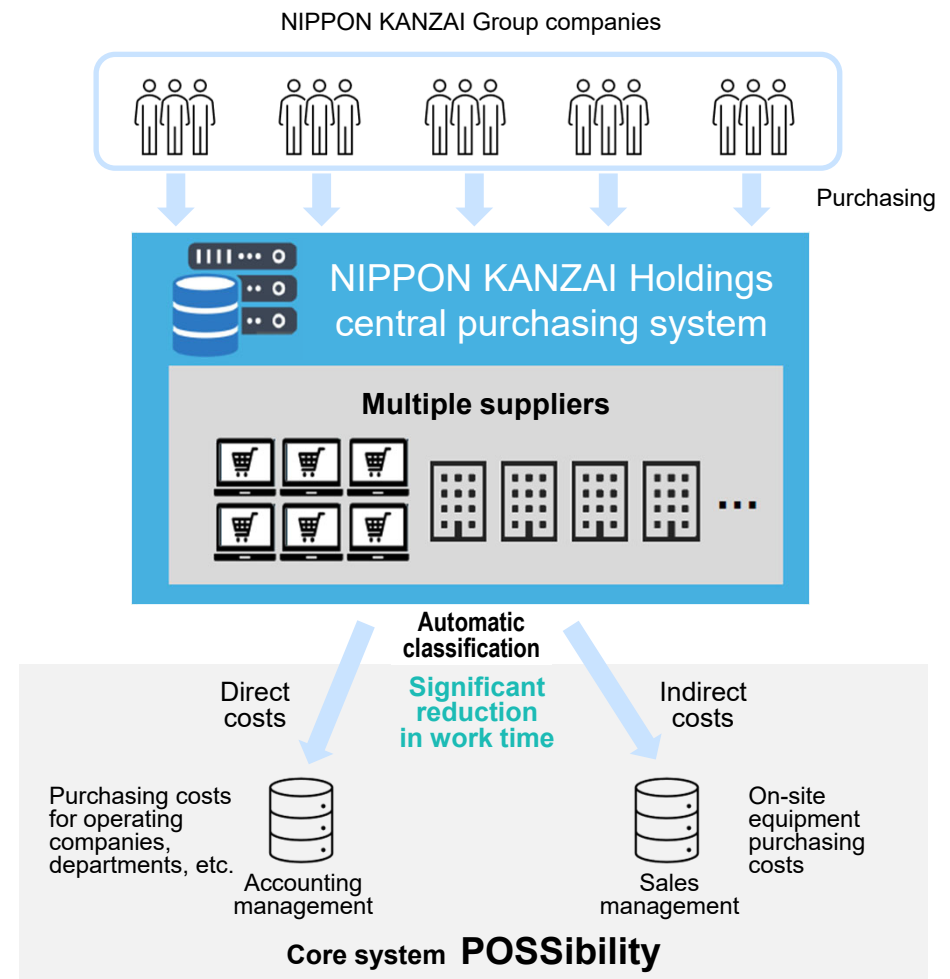 NIPPON KANZAI Group companies
Purchasing
NIPPON KANZAI Holdings
central purchasing system
Multiple suppliers
...
Automatic
classification
Significant
reduction
in work time
Direct
costs
Indirect
costs
Purchasing costs
for operating
companies,
departments, etc.
Accounting
management
Sales
management
On-site
equipment
purchasing
costs
Core system POSSibility